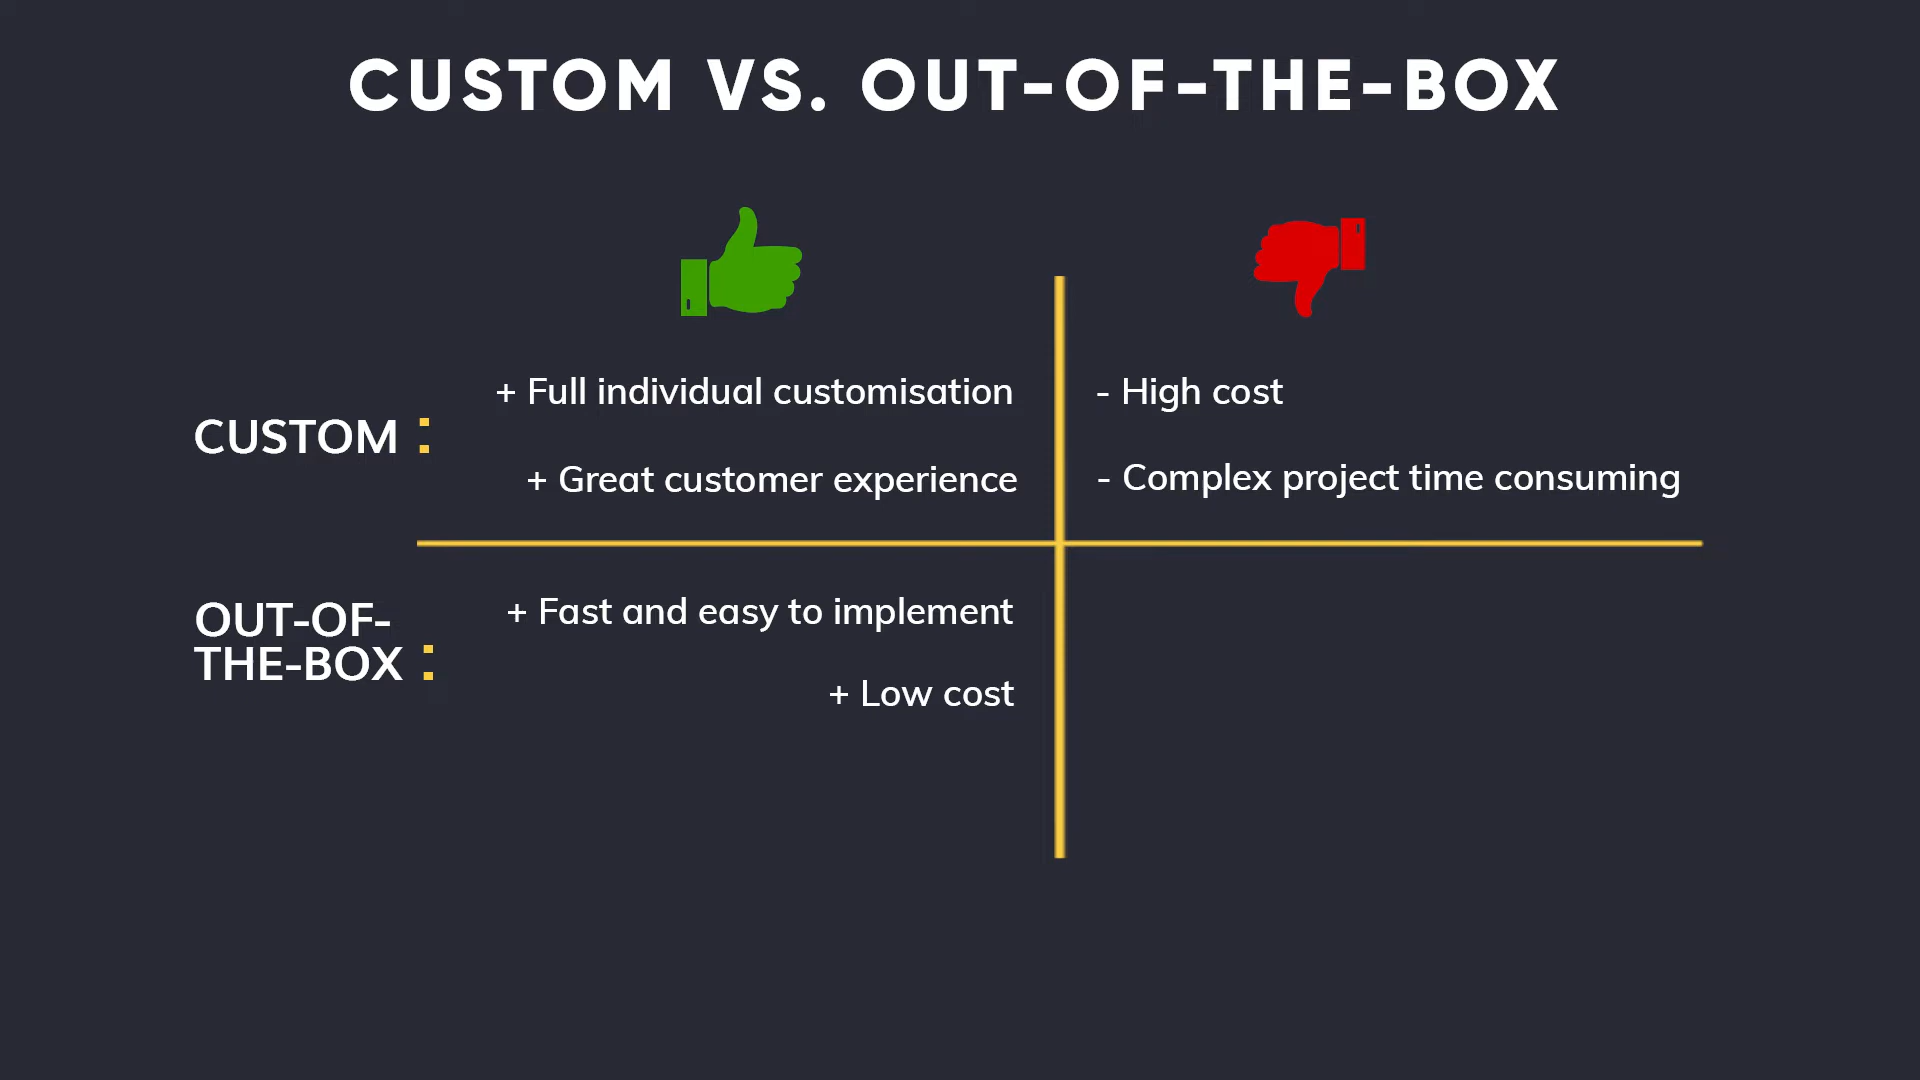 CUSTOM VS. OUT-OF-THE-BOX
+ Full individual customisation
- High cost
CUSTOM :
+ Great customer experience
- Complex project time consuming
+ Fast and easy to implement
OUT-OF-
THE-BOX :
+ Low cost